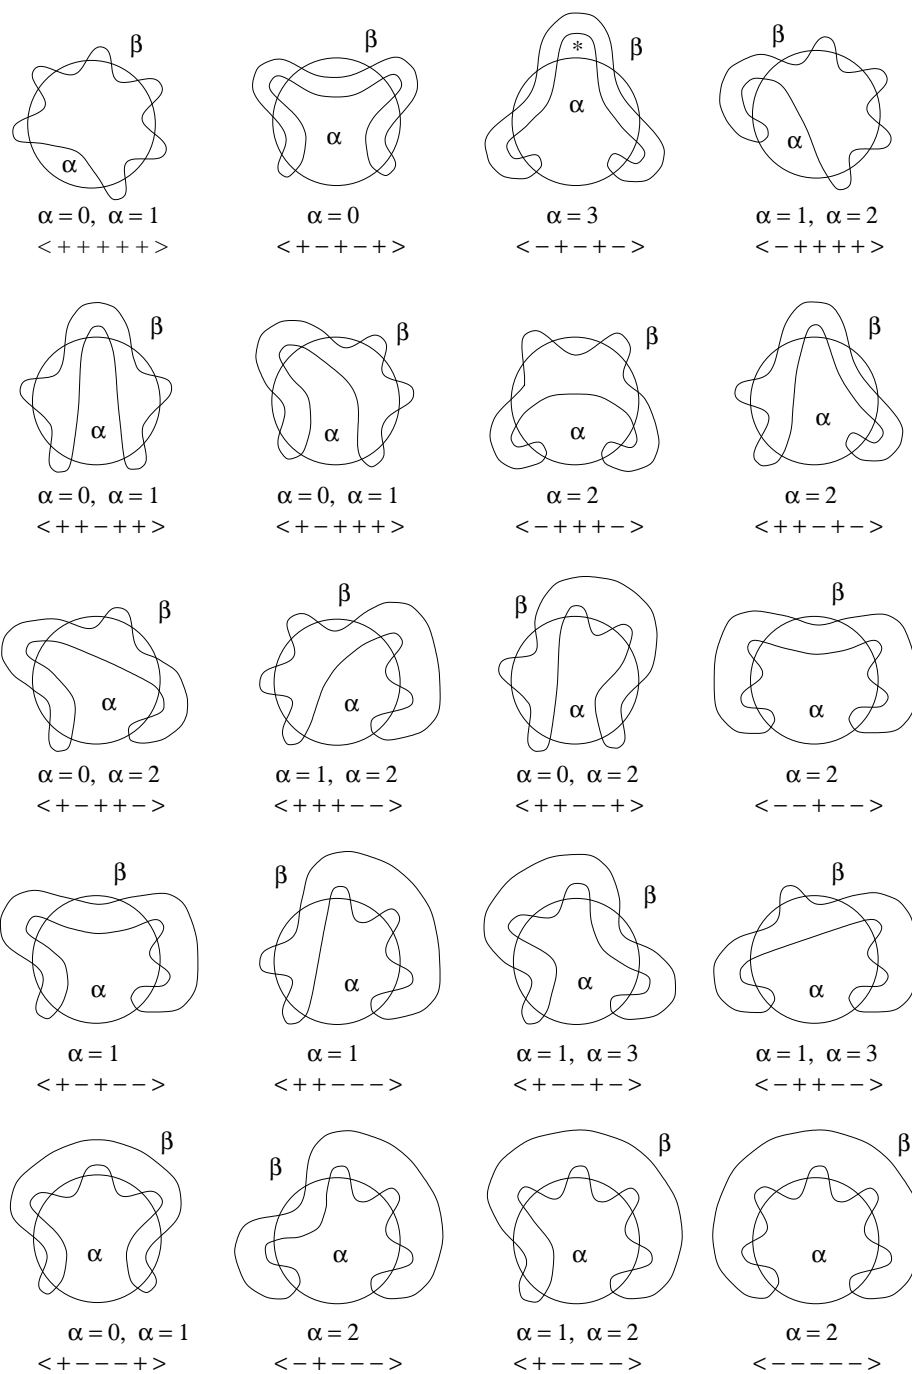 β β * β β
α α α α
α = 0, α = 1 α = 0 α = 3 α = 1, α = 2
< + + + + + > < + − + − + > < − + − + − > < − + + + + >
β β β β
α α α α
α = 0, α = 1 α = 0, α = 1 α = 2 α = 2
< + + − + + > < + − + + + > < − + + + − > < + + − + − >
β β β β
α α α α
α = 0, α = 2 α = 1, α = 2 α = 0, α = 2 α = 2
< + − + + − > < + + + − − > < + + − − + > < − − + − − >
β β β β
α α α α
α = 1 α = 1 α = 1, α = 3 α = 1, α = 3
< + − + − − > < + + − − − > < + − − + − > < − + + − − >
β β β β
α α α α
α = 0, α = 1 α = 2 α = 1, α = 2 α = 2
< + − − − + > < − + − − − > < + − − − − > < − − − − − >